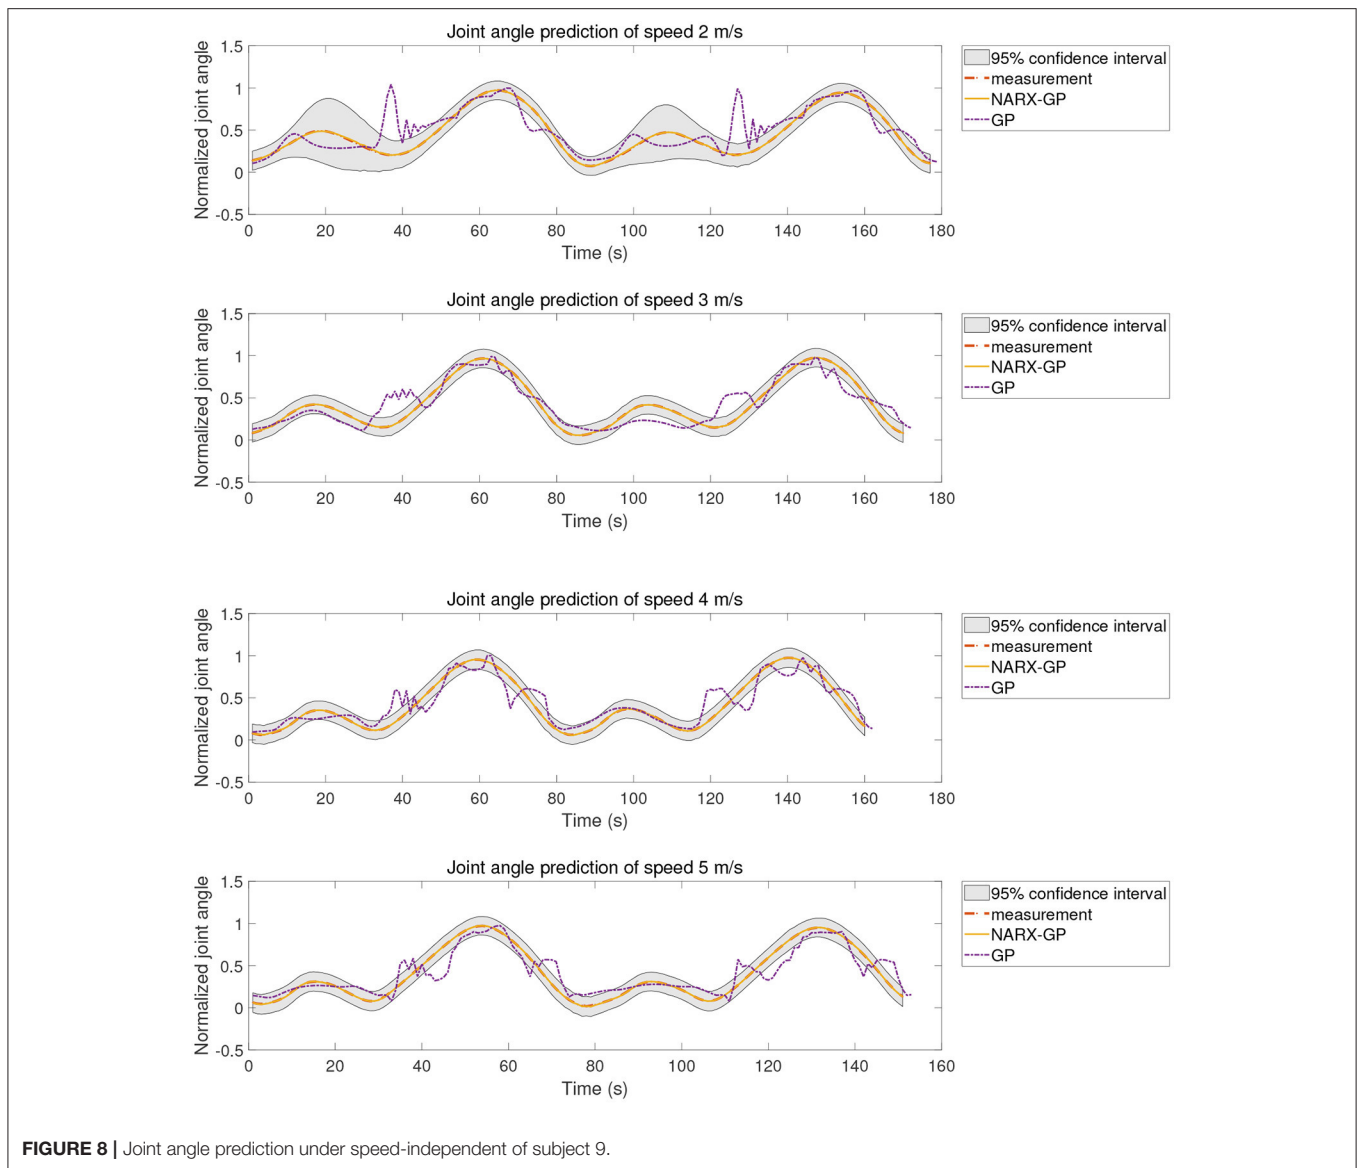 Joint angle prediction of speed 2 m/s
Normalized joint angle
1.5
1
0.5
0
-0.5
0 20 40 60 80 100 120 140 160 180
Time (s)
95% confidence interval
measurement
NARX-GP
GP
Joint angle prediction of speed 3 m/s
Normalized joint angle
1.5
1
0.5
0
-0.5
0 20 40 60 80 100 120 140 160 180
Time (s)
95% confidence interval
measurement
NARX-GP
GP
Joint angle prediction of speed 4 m/s
Normalized joint angle
1.5
1
0.5
0
-0.5
0 20 40 60 80 100 120 140 160 180
Time (s)
95% confidence interval
measurement
NARX-GP
GP
Joint angle prediction of speed 5 m/s
Normalized joint angle
1.5
1
0.5
0
-0.5
0 20 40 60 80 100 120 140 160
Time (s)
95% confidence interval
measurement
NARX-GP
GP
FIGURE 8 | Joint angle prediction under speed-independent of subject 9.